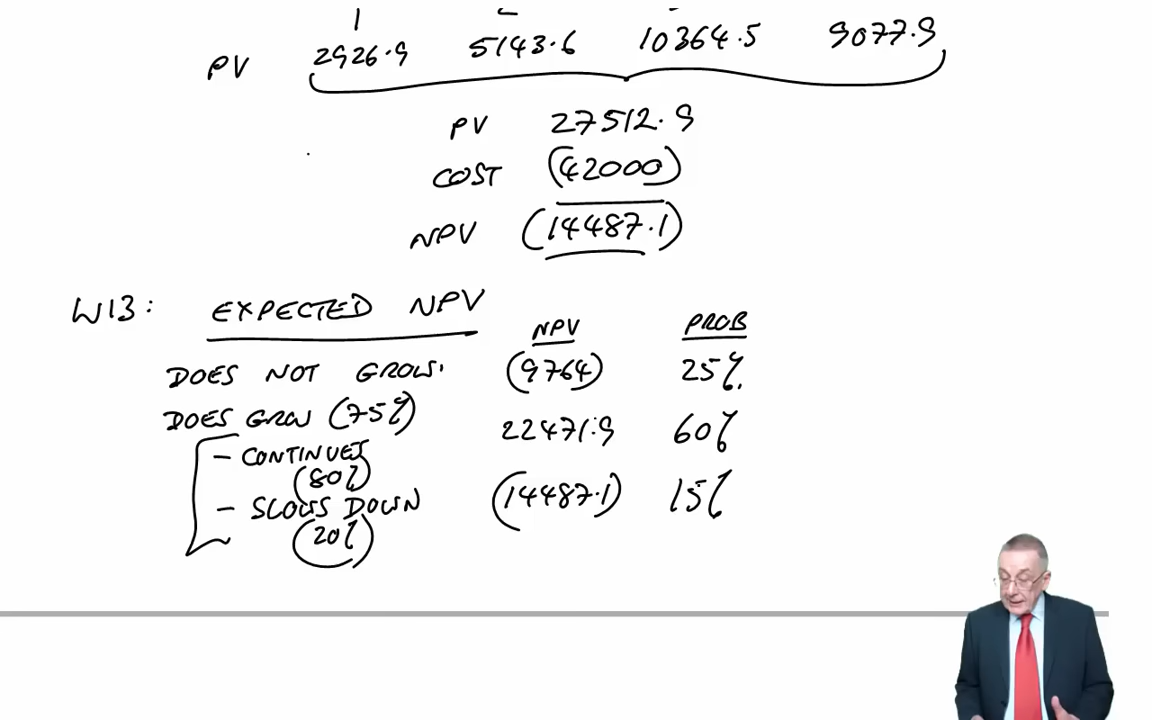 PV 2926.9 5143.6 10364.5 9077.9
PV 27512.9
COST (42000)
NPV (14487.1)
W13: EXPECTED NPV
NPV PROB
DOES NOT GROW: (9764) 25%
DOES GROW (75%)
- CONTINUES 22471.9 60%
(80%)
- SLOWS DOWN (14487.1) 15%
(20%)